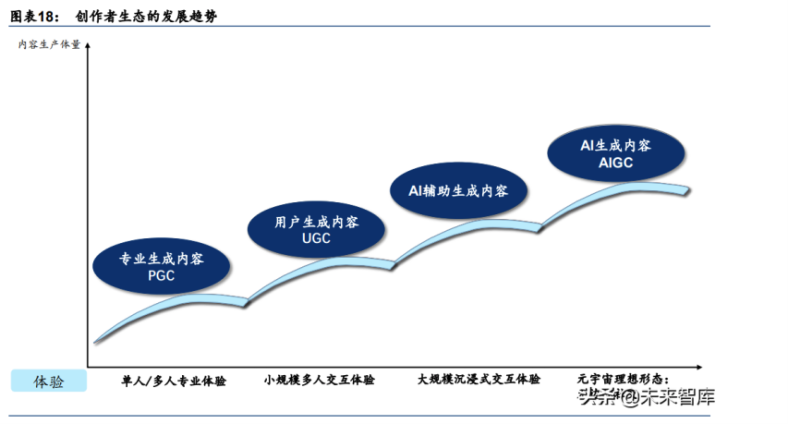 图表18： 创作者生态的发展趋势
内容生产体量
AI生成内容
AIGC
AI辅助生成内容
用户生成内容
UGC
专业生成内容
PGC
体验
单人/多人专业体验
小规模多人交互体验
大规模沉浸式交互体验
元宇宙理想形态：
头条@未来智库